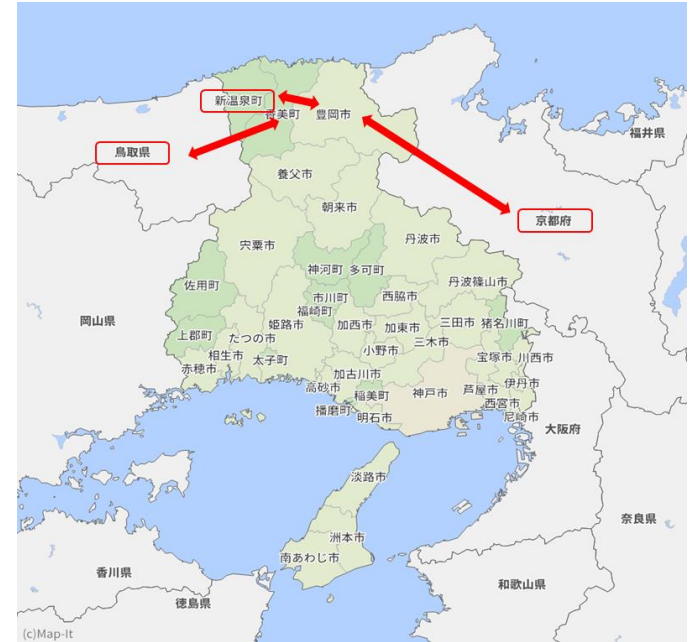 新温泉町
香美町
豊岡市
鳥取県
福井県
養父市
朝来市
京都府
宍粟市
丹波市
神河町
多可町
丹波篠山市
佐用町
市川町
西脇市
福崎町
岡山県
上郡町
たつの市
姫路市
加西市
加東市
三田市
猪名川町
三木市
相生市
太子町
小野市
宝塚市
川西市
赤穂市
加古川市
高砂市
稲美町
神戸市
芦屋市
伊丹市
西宮市
播磨町
明石市
尼崎市
大阪府
淡路市
奈良県
洲本市
南あわじ市
香川県
和歌山県
徳島県
(c)Map-It